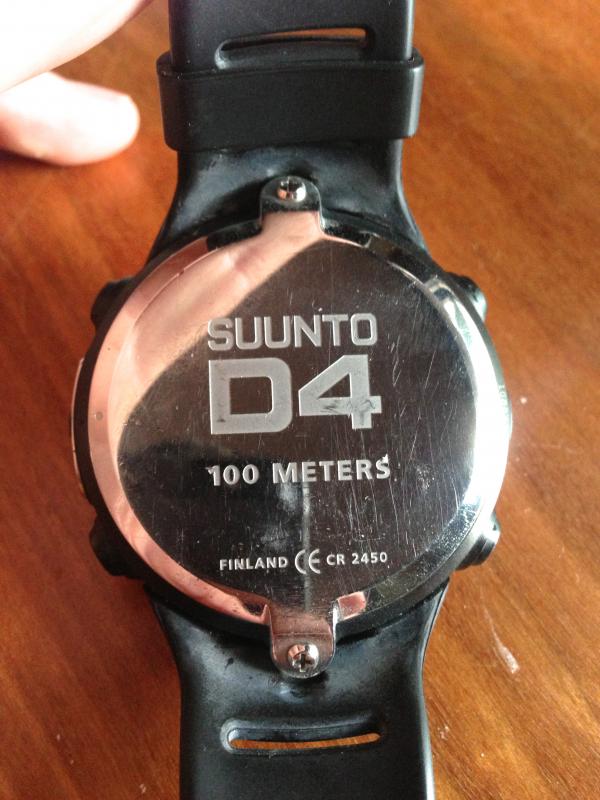 SUUNTO
D4
100 METERS
FINLAND CE CR 2450